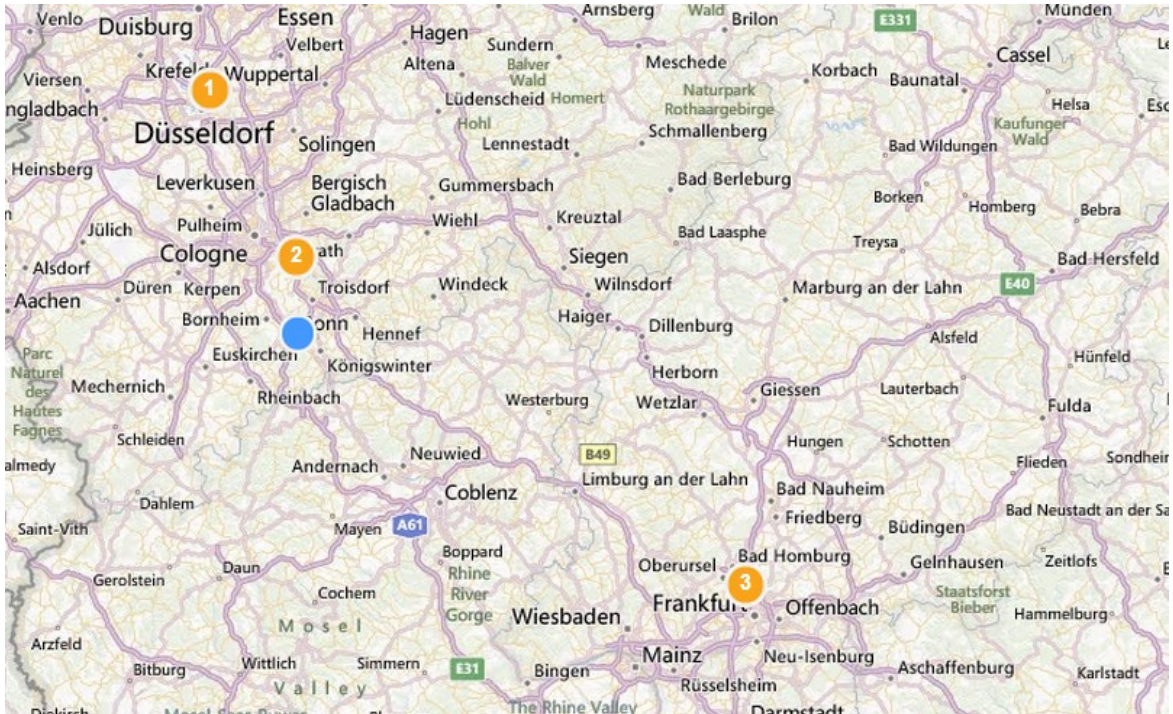 Venlo
Duisburg
Essen
Velbert
Hagen
Sundern
Arnsberg
Wald
Brilon
E331
Münden
Cassel
Viersen
Wuppertal
Altena
Balver
Wald
Meschede
Korbach
Baunatal
1
Lüdenscheid
Homert
Naturpark
Rothaargebirge
Helsa
Düsseldorf
Solingen
Hohl
Lennestadt
Schmallenberg
Kaufunger
Wald
Bad Wildungen
Heinsberg
Leverkusen
Bergisch
Gladbach
Gummersbach
Bad Berleburg
Borken
Homberg
Bebra
Jülich
Pulheim
Wiehl
Kreuztal
Bad Laasphe
Treysa
Cologne
2
Siegen
Bad Hersfeld
Alsdorf
Düren
Kerpen
Troisdorf
Windeck
Wilnsdorf
Marburg an der Lahn
E40
Aachen
Bornheim
Hennef
Haiger
Dillenburg
Alsfeld
Parc
Naturel
des
Hautes
Fagnes
Euskirchen
Königswinter
Herborn
Hünfeld
Mechernich
Rheinbach
Westerburg
Wetzlar
Giessen
Lauterbach
Fulda
Schleiden
Neuwied
B49
Hungen
Schotten
Andernach
Limburg an der Lahn
Flieden
Dahlem
Coblenz
Bad Nauheim
Friedberg
Saint-Vith
Mayen
A61
Büdingen
Bad Neustadt an der Sa
Gerolstein
Daun
Boppard
Rhine
River
Gorge
Oberursel
Bad Homburg
Gelnhausen
Zeitlofs
Cochem
3
Frankfurt
Offenbach
Staatsforst
Bieber
Hammelburg
Wiesbaden
Arzfeld
Mosel
Valley
Bitburg
Wittlich
Simmern
E31
Bingen
Mainz
Neu-Isenburg
Aschaffenburg
Karlstadt
Rüsselsheim
The Rhine Valley
Darmstadt